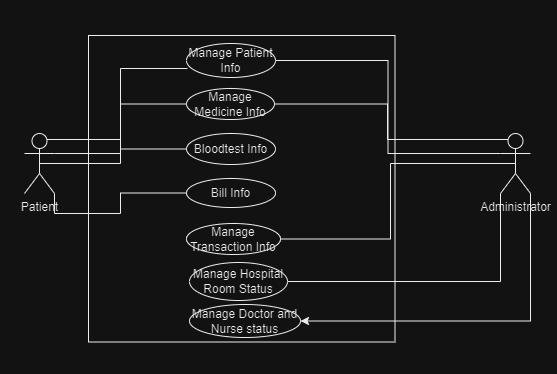 Manage Patient
Info
Manage
Medicine Info
Bloodtest Info
Bill Info
Patient
Administrator
Manage
Transaction Info
Manage Hospital
Room Status
Manage Doctor and
Nurse status